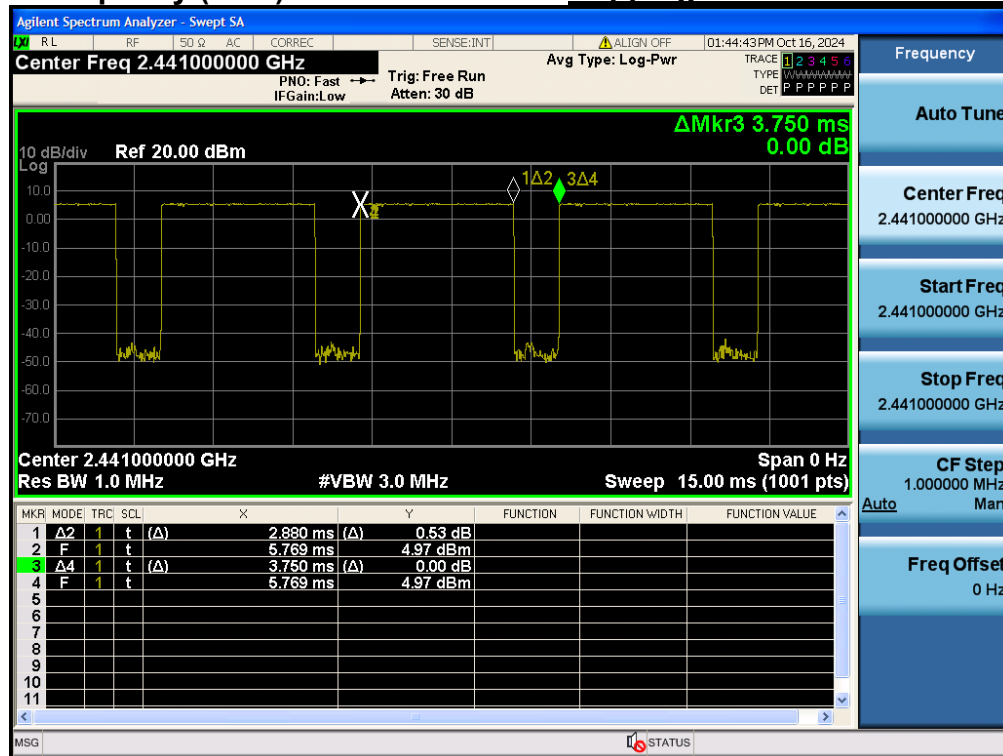 Agilent Spectrum Analyzer - Swept SA
LXI RL RF 50 Ω AC CORREC SENSE:INT ALIGN OFF 01:44:43 PM Oct 16, 2024
Center Freq 2.441000000 GHz
PNO: Fast
IFGain:Low
Trig: Free Run
Atten: 30 dB
Avg Type: Log-Pwr
TRACE 1 2 3 4 5 6
TYPE WWWWWW
DET P P P P P P
ΔMkr3 3.750 ms
0.00 dB
10 dB/div Ref 20.00 dBm
Log
10.0
0.00
-10.0
-20.0
-30.0
-40.0
-50.0
-60.0
-70.0
1Δ2 3Δ4
Center 2.441000000 GHz Span 0 Hz
Res BW 1.0 MHz #VBW 3.0 MHz Sweep 15.00 ms (1001 pts)
MKR MODE TRC SCL X Y FUNCTION FUNCTION WIDTH FUNCTION VALUE
1 Δ2 1 t (Δ) 2.880 ms (Δ) 0.53 dB
2 F 1 t 5.769 ms 4.97 dBm
3 Δ4 1 t (Δ) 3.750 ms (Δ) 0.00 dB
4 F 1 t 5.769 ms 4.97 dBm
5
6
7
8
9
10
11
MSG STATUS
Frequency
Auto Tune
Center Freq
2.441000000 GHz
Start Freq
2.441000000 GHz
Stop Freq
2.441000000 GHz
CF Step
1.000000 MHz
Auto Man
Freq Offset
0 Hz